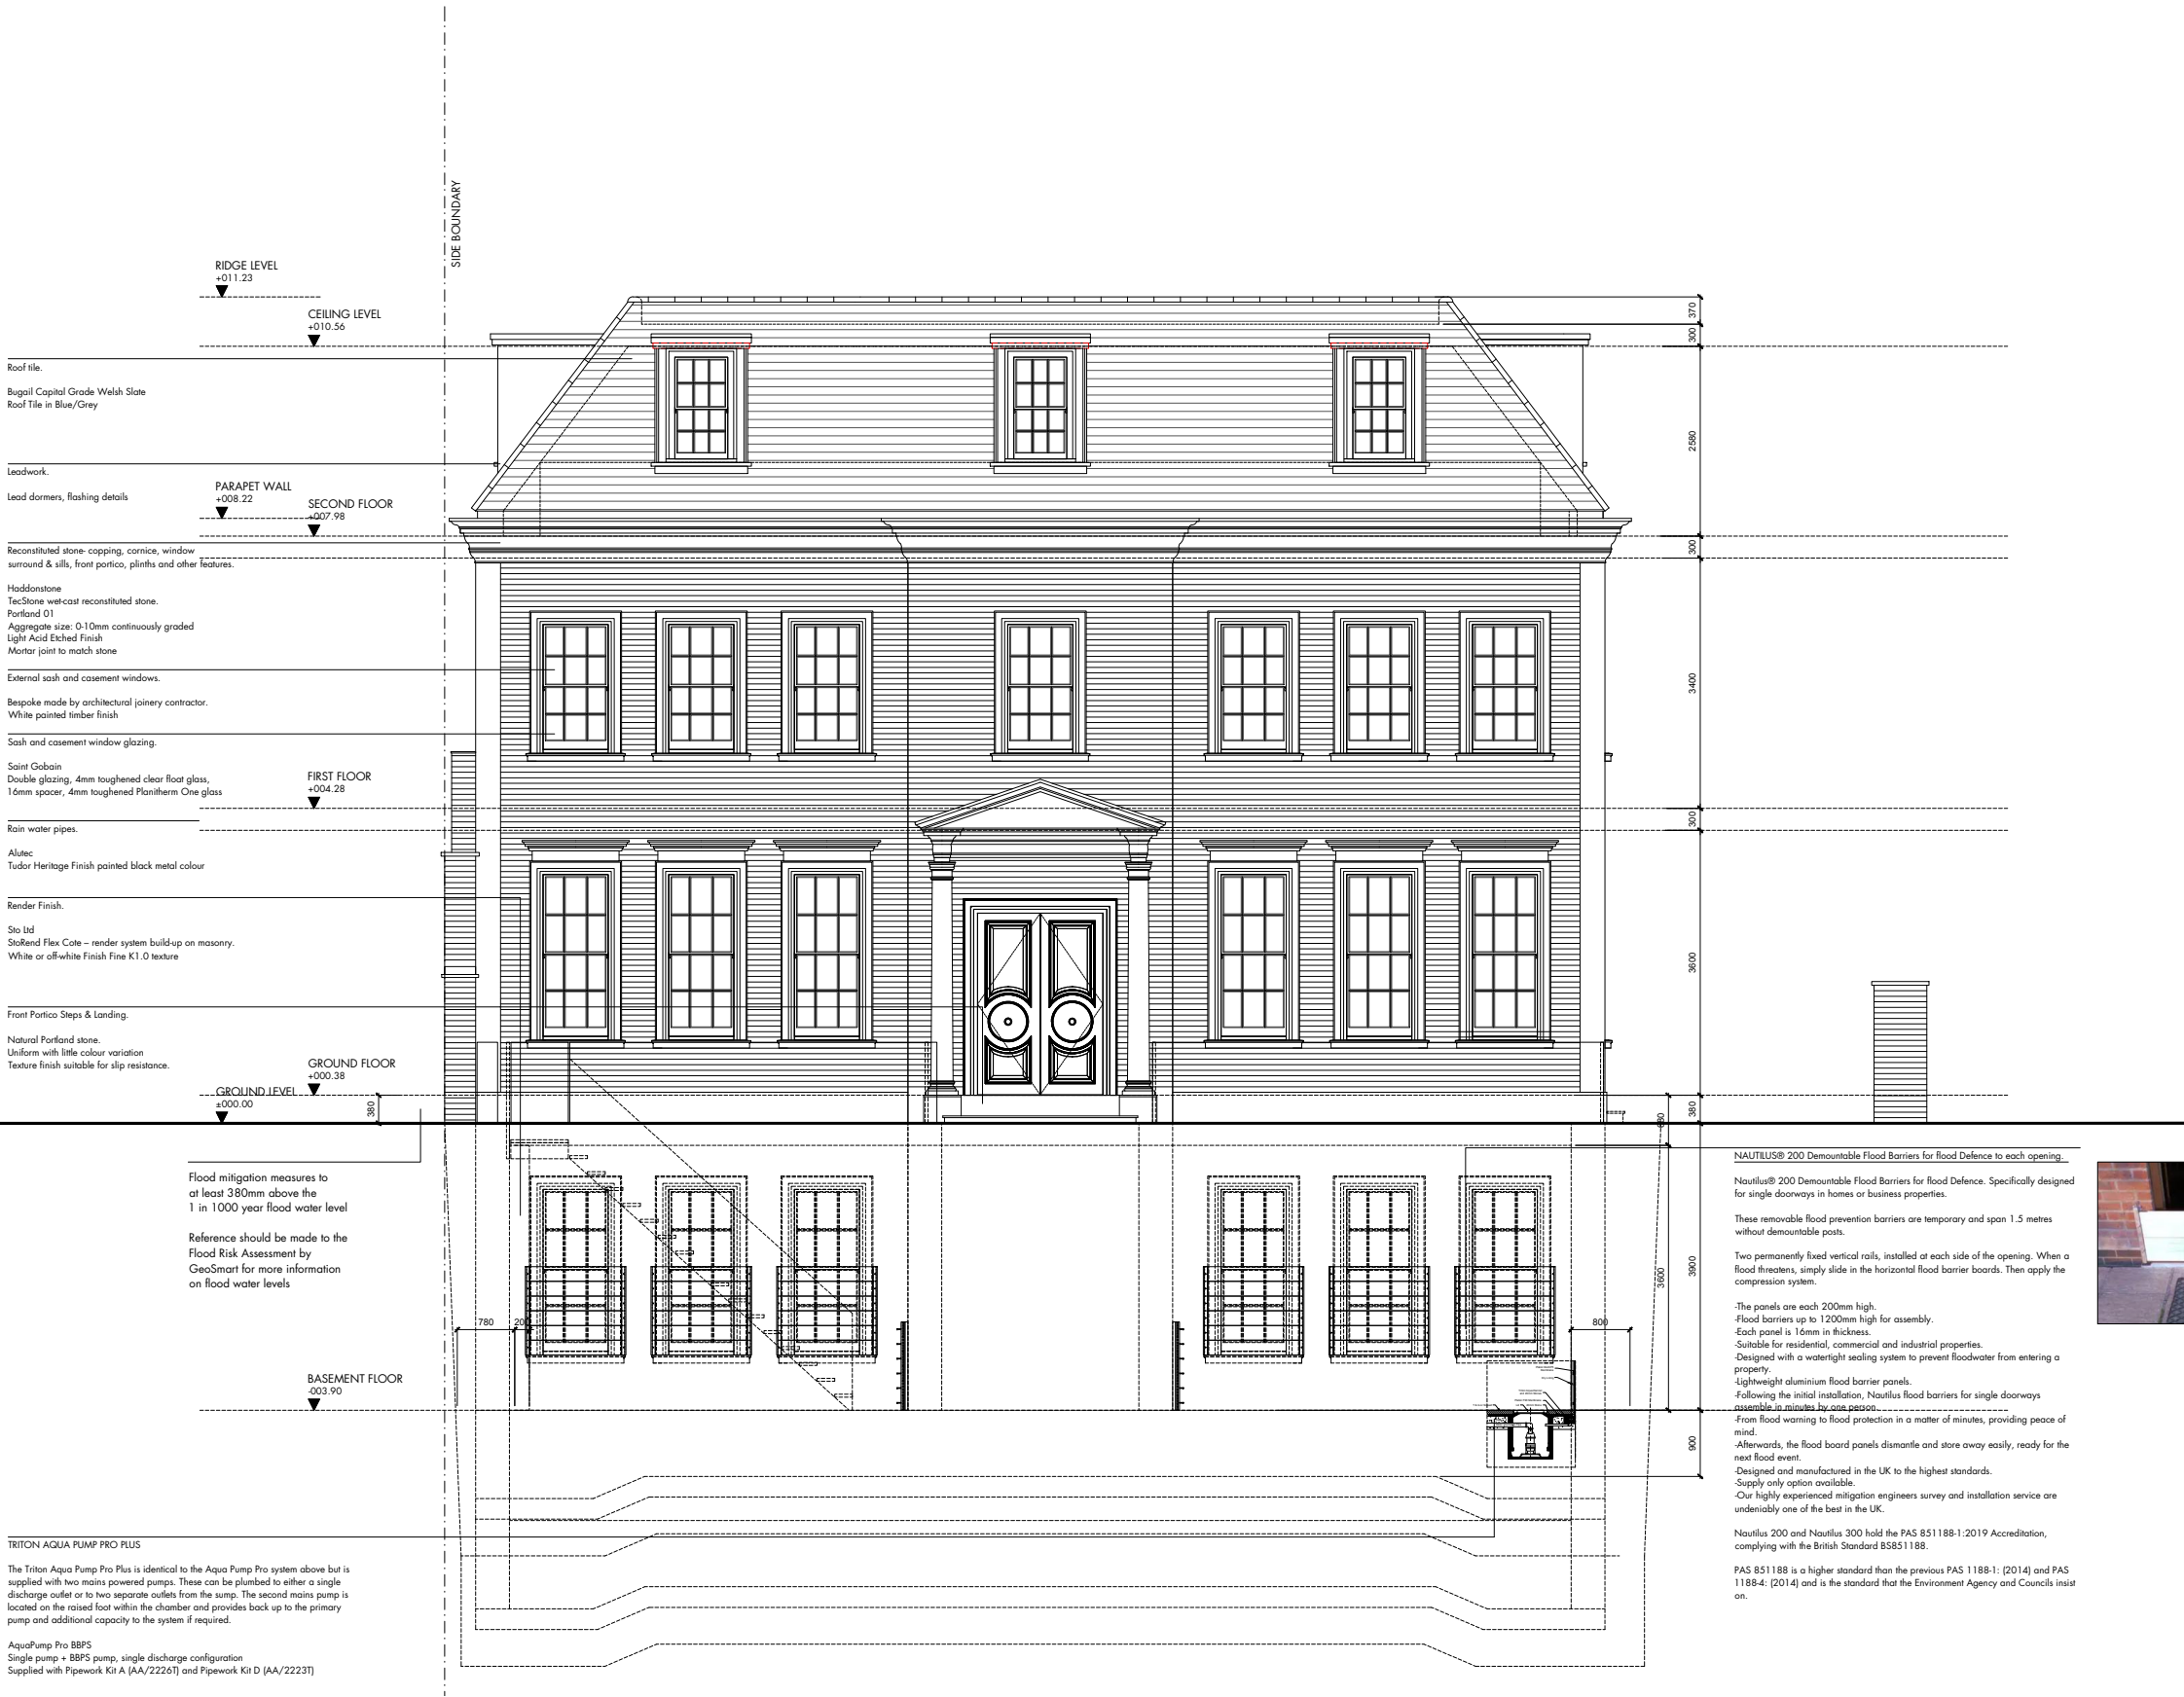 SIDE BOUNDARY
RIDGE LEVEL
+011.23
CEILING LEVEL
+010.56
Roof tile.
Bugail Capital Grade Welsh Slate
Roof Tile in Blue/Grey
Leadwork.
Lead dormers, flashing details
PARAPET WALL
+008.22
SECOND FLOOR
+007.98
Reconstituted stone- copping, cornice, window
surround & sills, front portico, plinths and other features.
Haddonstone
TecStone wet-cast reconstituted stone.
Portland 01
Aggregate size: 0-10mm continuously graded
Light Acid Etched Finish
Mortar joint to match stone
External sash and casement windows.
Bespoke made by architectural joinery contractor.
White painted timber finish
Sash and casement window glazing.
Saint Gobain
Double glazing, 4mm toughened clear float glass,
16mm spacer, 4mm toughened Planitherm One glass
FIRST FLOOR
+004.28
Rain water pipes.
Alutec
Tudor Heritage Finish painted black metal colour
Render Finish.
Sto Ltd
StoRend Flex Cote – render system build-up on masonry.
White or off-white Finish Fine K1.0 texture
Front Portico Steps & Landing.
Natural Portland stone.
Uniform with little colour variation
Texture finish suitable for slip resistance.
GROUND FLOOR
+000.38
GROUND LEVEL
±000.00
380
Flood mitigation measures to
at least 380mm above the
1 in 1000 year flood water level
Reference should be made to the
Flood Risk Assessment by
GeoSmart for more information
on flood water levels
780
200
BASEMENT FLOOR
-003.90
TRITON AQUA PUMP PRO PLUS
The Triton Aqua Pump Pro Plus is identical to the Aqua Pump Pro system above but is
supplied with two mains powered pumps. These can be plumbed to either a single
discharge outlet or to two separate outlets from the sump. The second mains pump is
located on the raised foot within the chamber and provides back up to the primary
pump and additional capacity to the system if required.
AquaPump Pro BBPS
Single pump + BBPS pump, single discharge configuration
Supplied with Pipework Kit A (AA/2226T) and Pipework Kit D (AA/2223T)
370
300
2580
300
3400
300
3600
380
3900
3600
800
900
NAUTILUS® 200 Demountable Flood Barriers for flood Defence to each opening.
Nautilus® 200 Demountable Flood Barriers for flood Defence. Specifically designed
for single doorways in homes or business properties.
These removable flood prevention barriers are temporary and span 1.5 metres
without demountable posts.
Two permanently fixed vertical rails, installed at each side of the opening. When a
flood threatens, simply slide in the horizontal flood barrier boards. Then apply the
compression system.
-The panels are each 200mm high.
-Flood barriers up to 1200mm high for assembly.
-Each panel is 16mm in thickness.
-Suitable for residential, commercial and industrial properties.
-Designed with a watertight sealing system to prevent floodwater from entering a
property.
-Lightweight aluminium flood barrier panels.
-Following the initial installation, Nautilus flood barriers for single doorways
assemble in minutes by one person.
-From flood warning to flood protection in a matter of minutes, providing peace of
mind.
-Afterwards, the flood board panels dismantle and store away easily, ready for the
next flood event.
-Designed and manufactured in the UK to the highest standards.
-Supply only option available.
-Our highly experienced mitigation engineers survey and installation service are
undeniably one of the best in the UK.
Nautilus 200 and Nautilus 300 hold the PAS 851188-1:2019 Accreditation,
complying with the British Standard BS851188.
PAS 851188 is a higher standard than the previous PAS 1188-1: (2014) and PAS
1188-4: (2014) and is the standard that the Environment Agency and Councils insist
on.